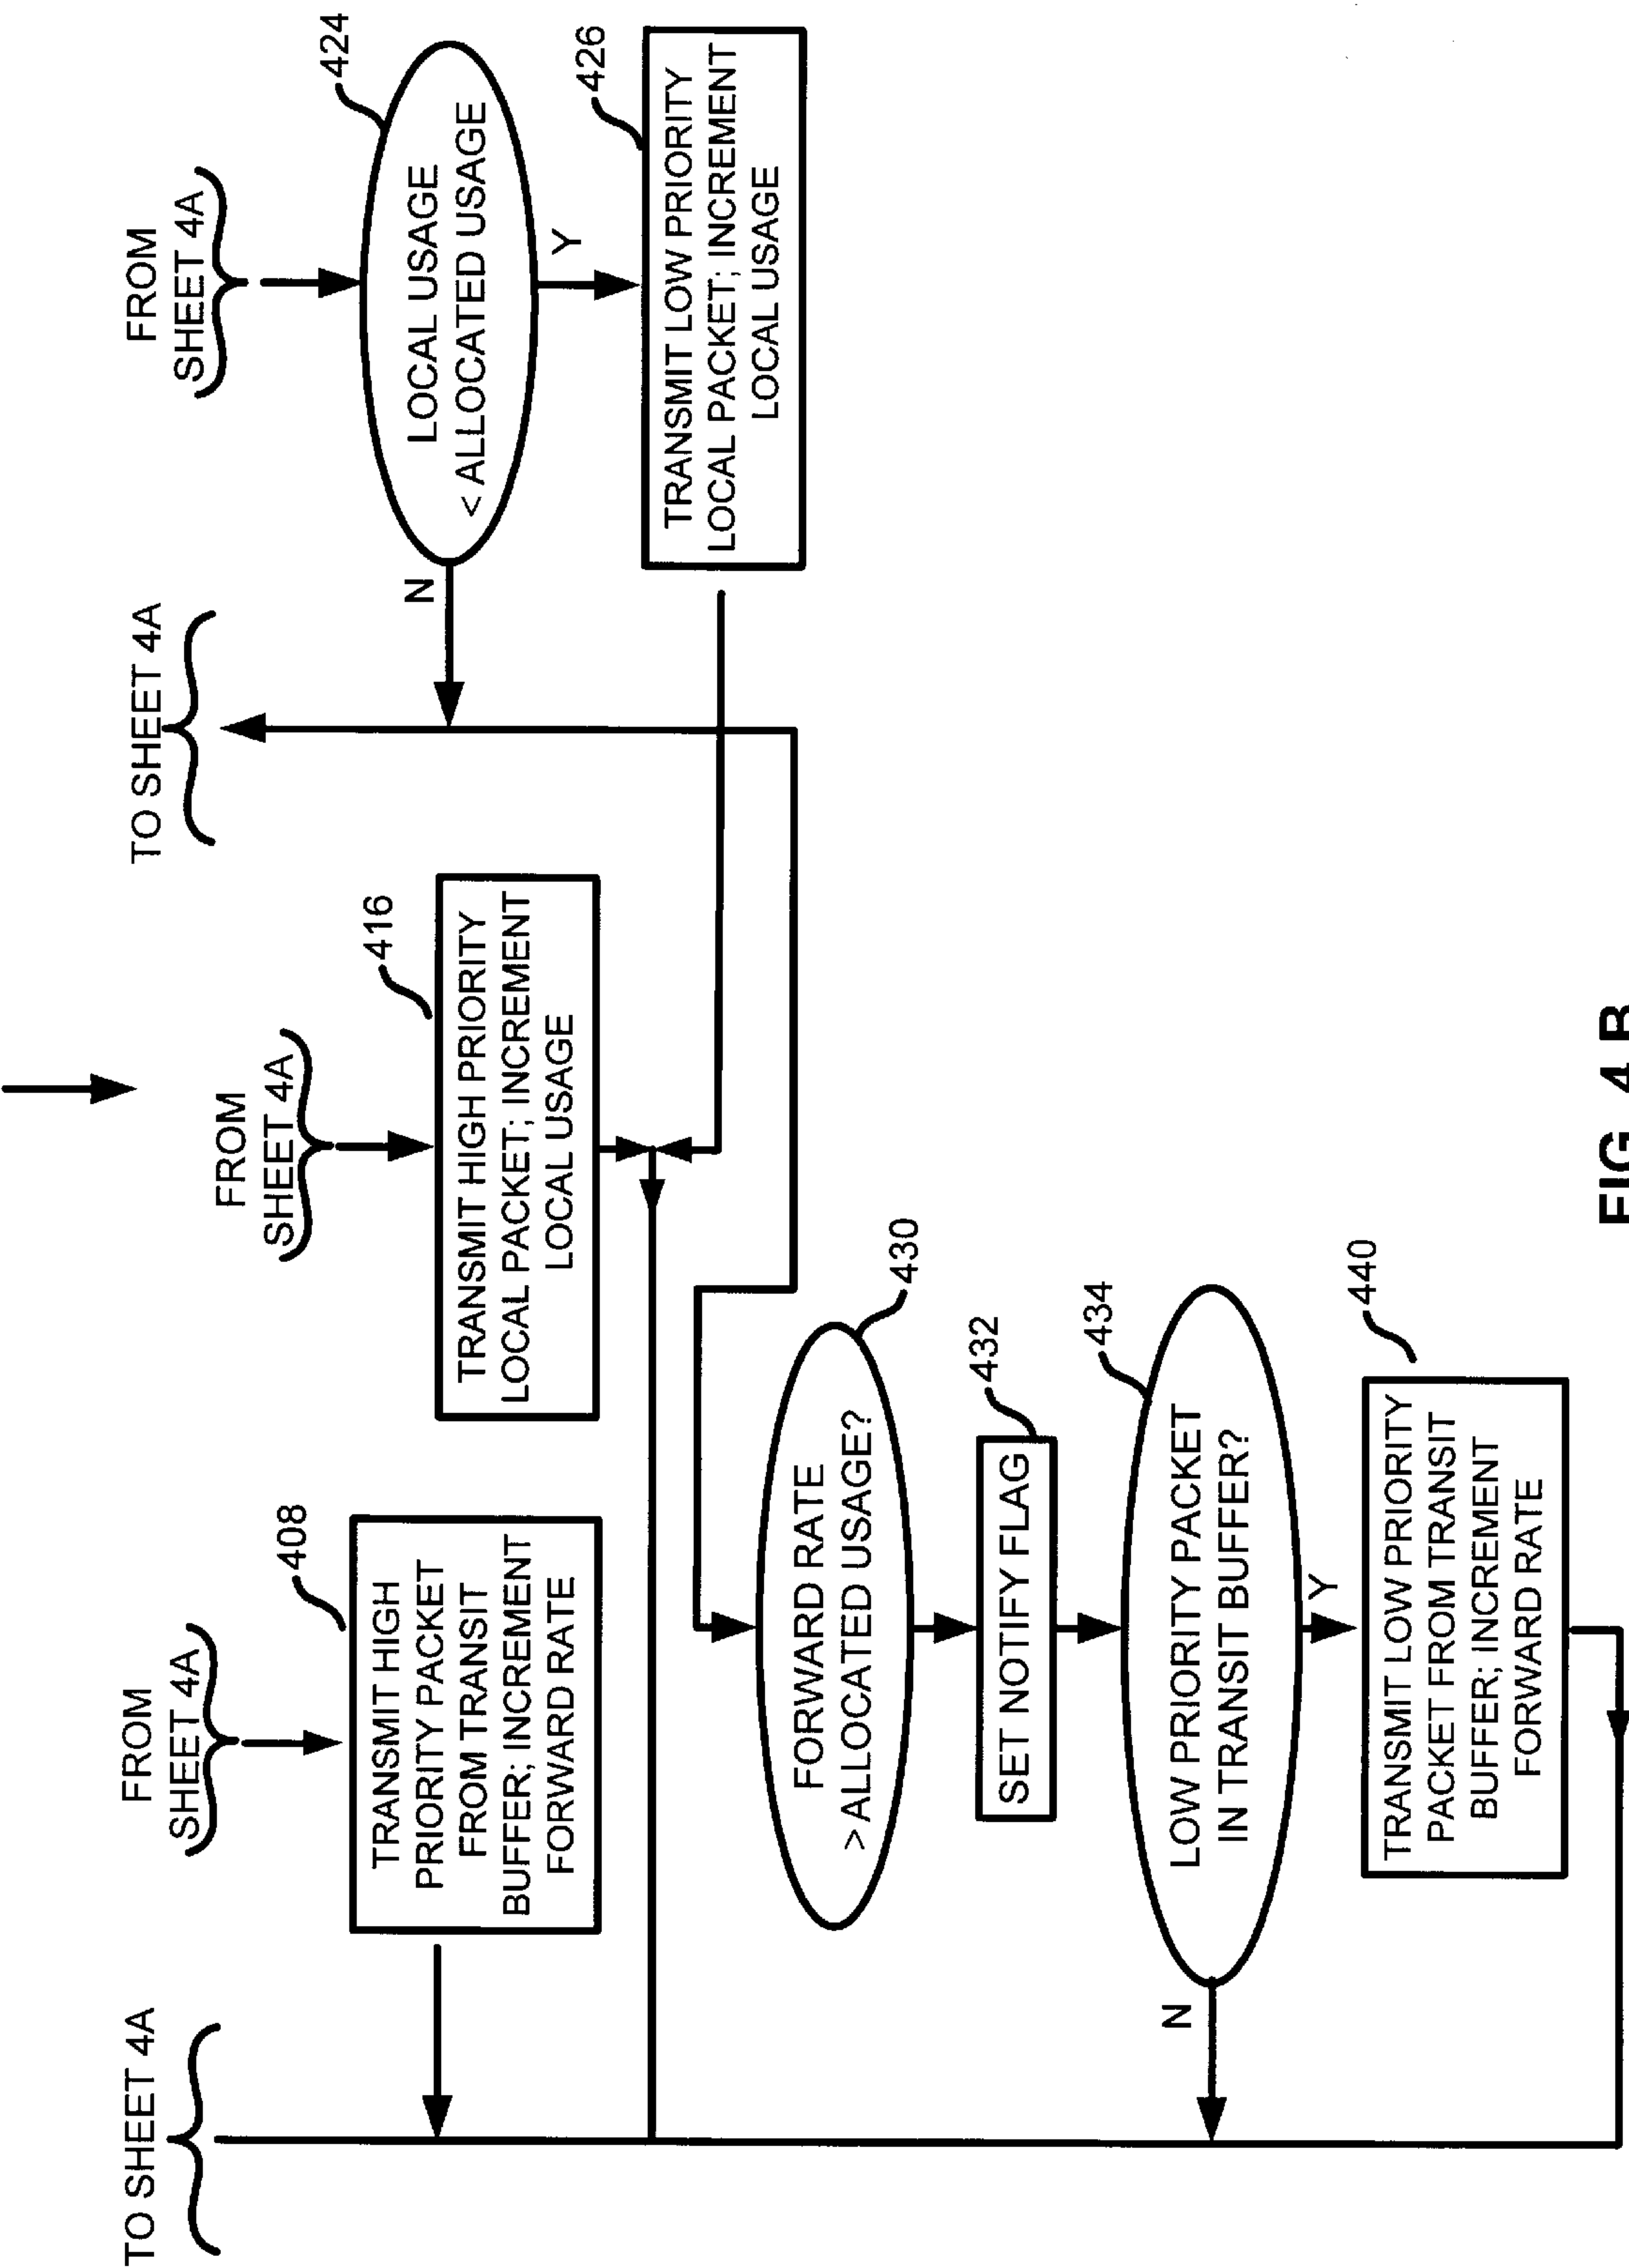 TO SHEET 4A
FROM
SHEET 4A
408
TRANSMIT HIGH
PRIORITY PACKET
FROM TRANSIT
BUFFER; INCREMENT
FORWARD RATE
FROM
SHEET 4A
416
TRANSMIT HIGH PRIORITY
LOCAL PACKET; INCREMENT
LOCAL USAGE
TO SHEET 4A
FROM
SHEET 4A
424
LOCAL USAGE
< ALLOCATED USAGE
N
Y
426
TRANSMIT LOW PRIORITY
LOCAL PACKET; INCREMENT
LOCAL USAGE
430
FORWARD RATE
> ALLOCATED USAGE?
432
SET NOTIFY FLAG
434
LOW PRIORITY PACKET
IN TRANSIT BUFFER?
N
Y
440
TRANSMIT LOW PRIORITY
PACKET FROM TRANSIT
BUFFER; INCREMENT
FORWARD RATE
FIG. 4 B